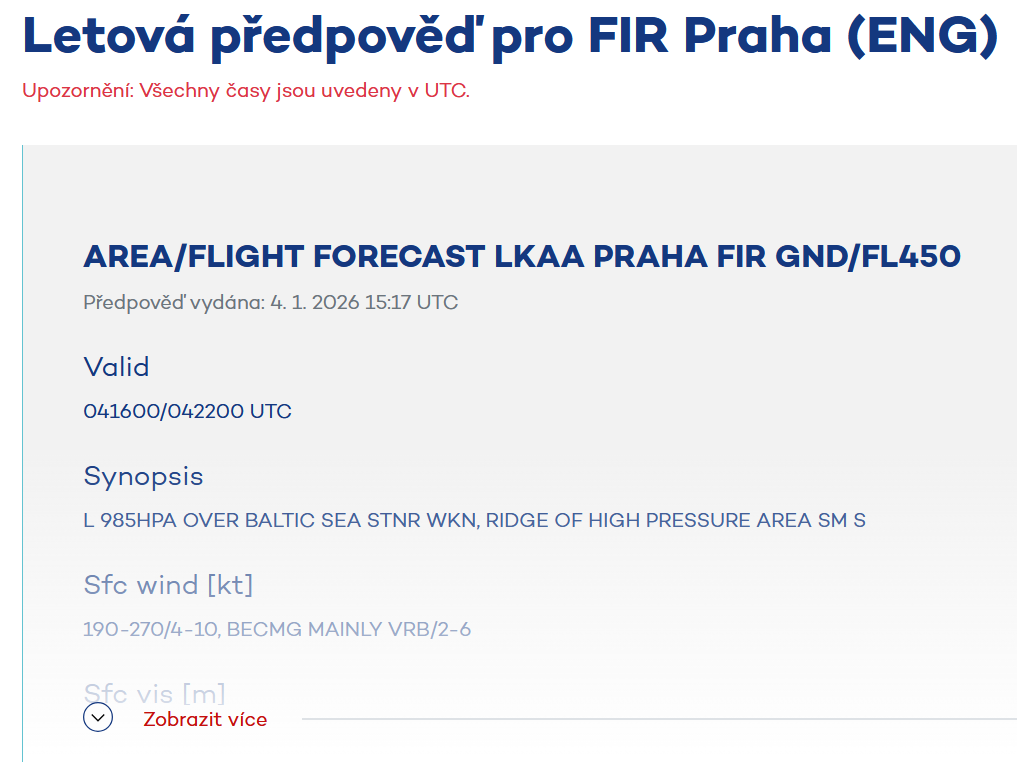 Letová předpověď pro FIR Praha (ENG)
Upozornění: Všechny časy jsou uvedeny v UTC.
AREA/FLIGHT FORECAST LKAA PRAHA FIR GND/FL450
Předpověď vydána: 4. 1. 2026 15:17 UTC
Valid
041600/042200 UTC
Synopsis
L 985HPA OVER BALTIC SEA STNR WKN, RIDGE OF HIGH PRESSURE AREA SM S
Sfc wind [kt]
190-270/4-10, BECMG MAINLY VRB/2-6
Sfc vis [m]
Zobrazit více